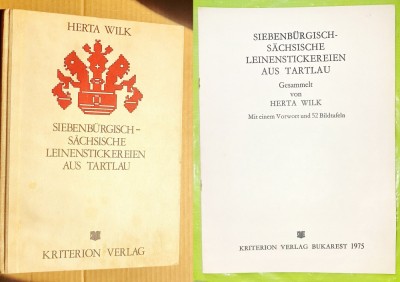 HERTA WILK
SIEBENBÜRGISCH–
SÄCHSISCHE
LEINENSTICKEREIEN
AUS TARTLAU
KRITERION VERLAG
SIEBENBÜRGISCH-
SÄCHSISCHE
LEINENSTICKEREIEN
AUS TARTLAU
Gesammelt
von
HERTA WILK
Mit einem Vorwort und 52 Bildtafeln
KRITERION VERLAG BUKAREST 1975